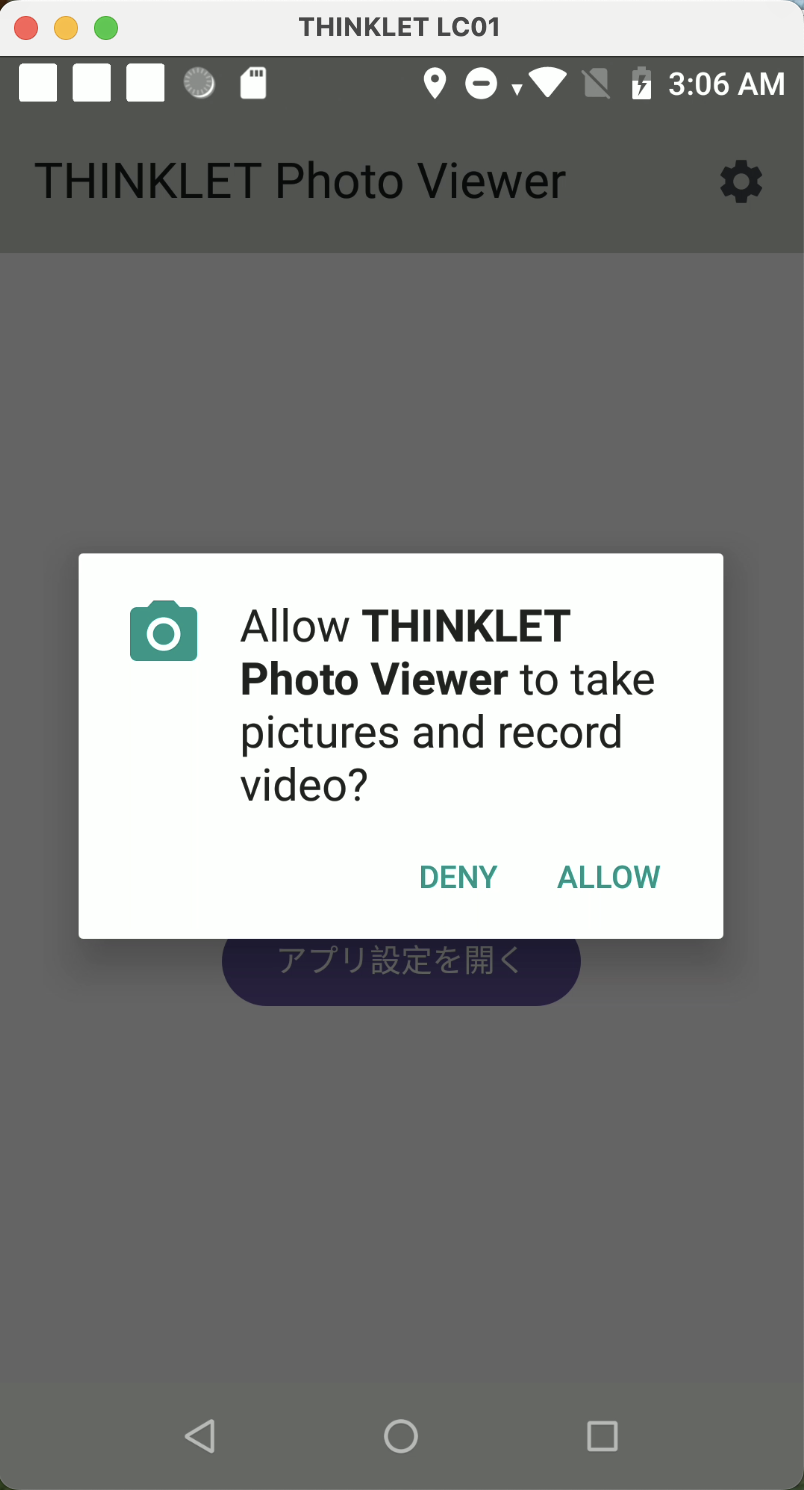 THINKLET LC01
3:06 AM
THINKLET Photo Viewer
Allow THINKLET
Photo Viewer to take
pictures and record
video?
DENY ALLOW
アプリ設定を開く